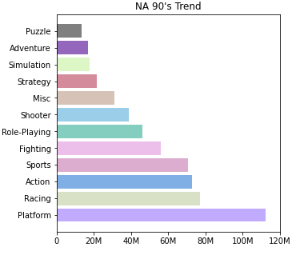 NA 90's Trend
Puzzle
Adventure
Simulation
Strategy
Misc
Shooter
Role-Playing
Fighting
Sports
Action
Racing
Platform
0 20M 40M 60M 80M 100M 120M